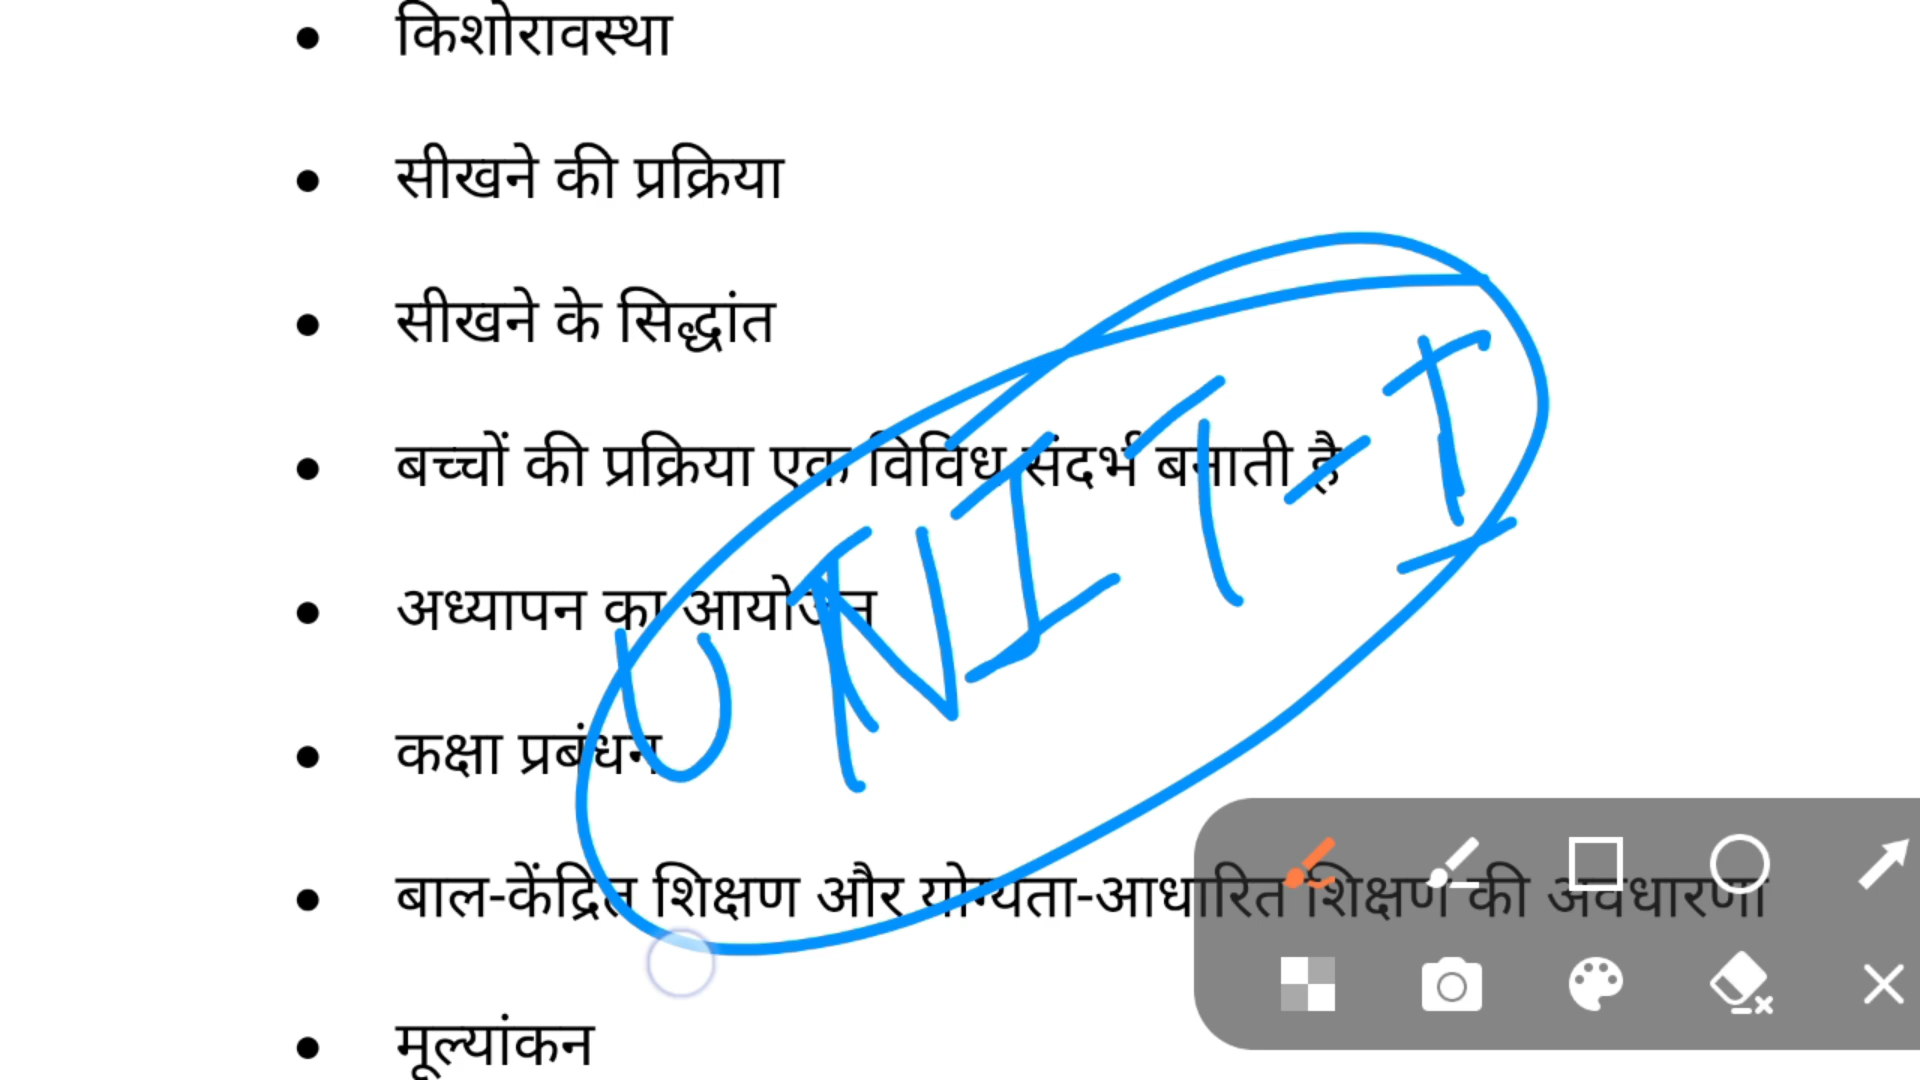 किशोरावस्था
सीखने की प्रक्रिया
सीखने के सिद्धांत
बच्चों की प्रक्रिया एक विविध संदर्भ बनाती है
अध्यापन का आयोजन
कक्षा प्रबंधन
बाल-केंद्रित शिक्षण और योग्यता-आधारित शिक्षण की अवधारणा
मूल्यांकन
UNIT-I